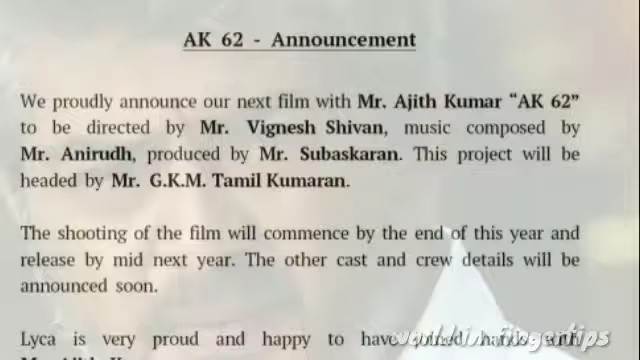 AK 62 - Announcement
We proudly announce our next film with Mr. Ajith Kumar “AK 62”
to be directed by Mr. Vignesh Shivan, music composed by
Mr. Anirudh, produced by Mr. Subaskaran. This project will be
headed by Mr. G.K.M. Tamil Kumaran.
The shooting of the film will commence by the end of this year and
release by mid next year. The other cast and crew details will be
announced soon.
Lyca is very proud and happy to have joined hands with